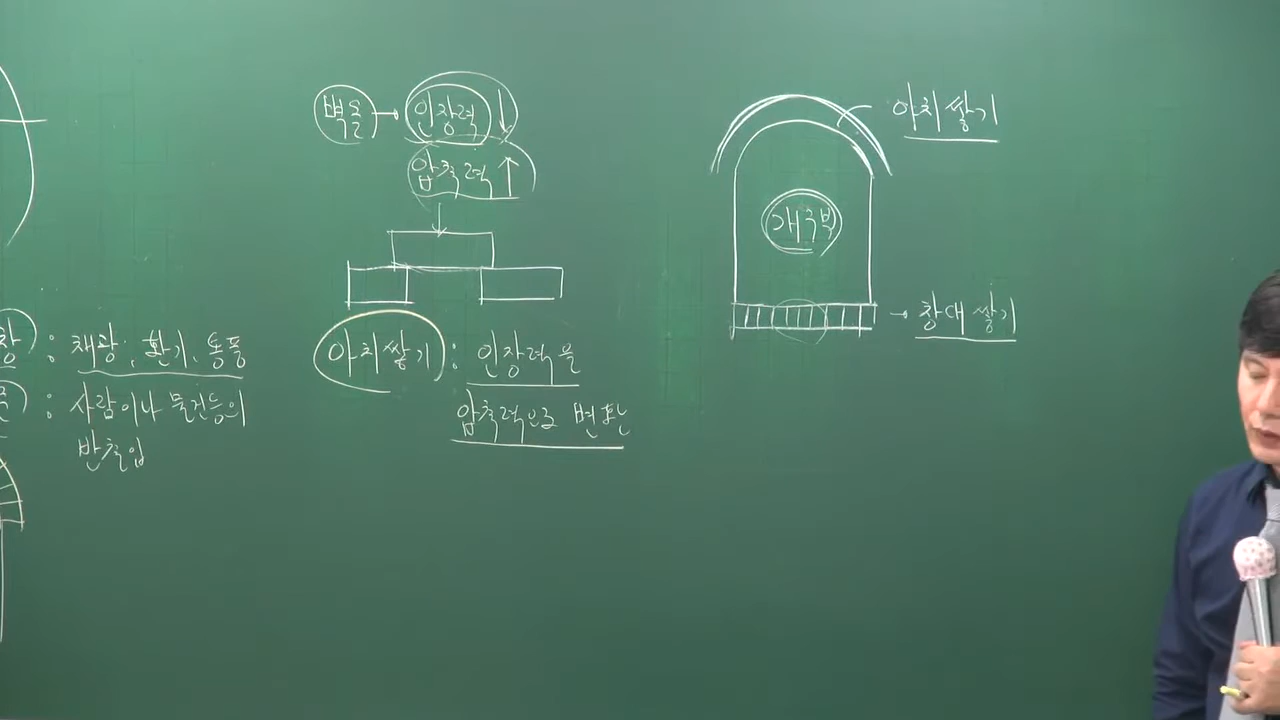 벽돌 → 인장력 ↓
압축력 ↑
아치쌓기 : 인장력을
압축력으로 변환
창 : 채광, 환기, 통풍
문 : 사람이나 물건등의
반출입
아치쌓기
개구부
→ 창대쌓기